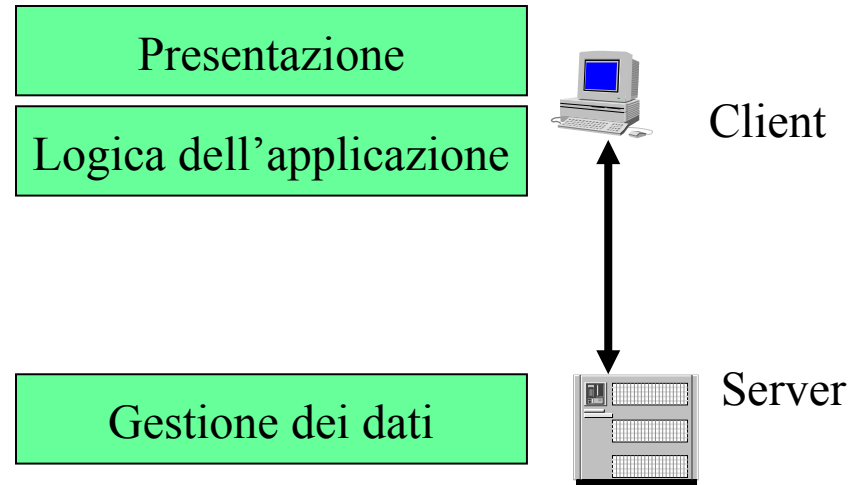 Presentazione
Logica dell’applicazione
Client
Gestione dei dati
Server